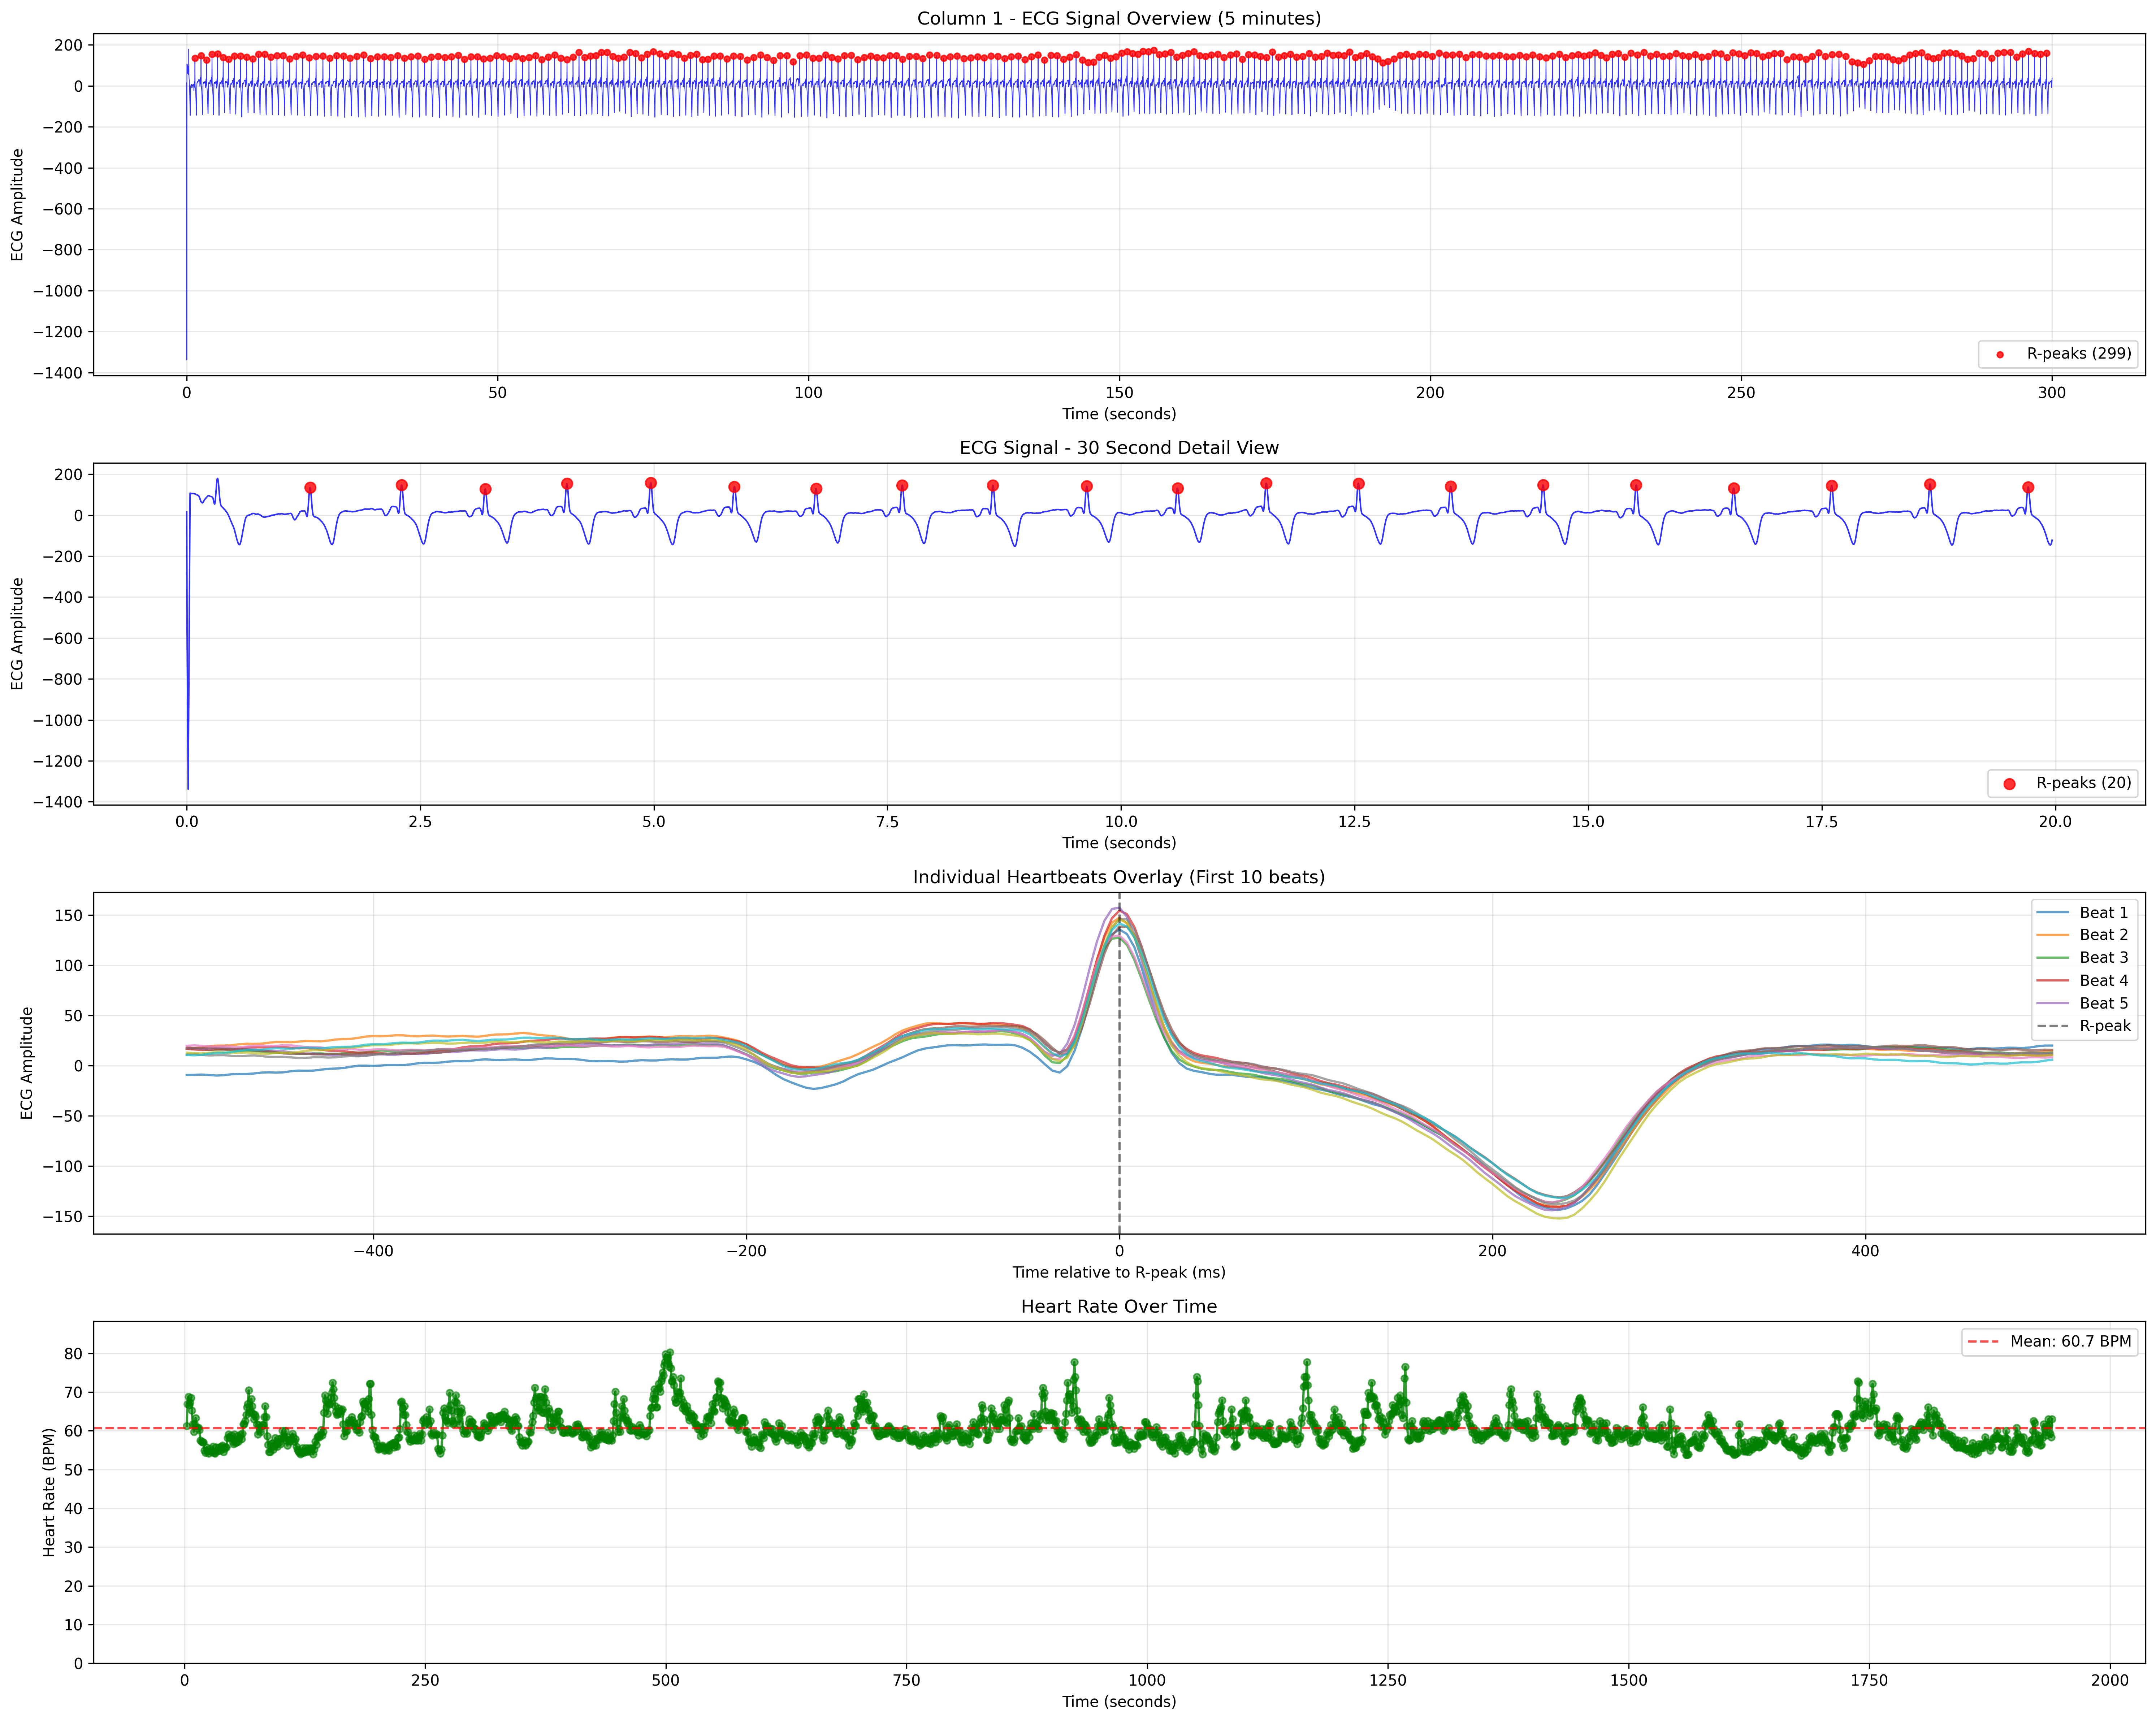 Column 1 - ECG Signal Overview (5 minutes)
200
0
−200
−400
−600
−800
−1000
−1200
−1400
ECG Amplitude
R-peaks (299)
0 50 100 150 200 250 300
Time (seconds)
ECG Signal - 30 Second Detail View
200
0
−200
−400
−600
−800
−1000
−1200
−1400
ECG Amplitude
R-peaks (20)
0.0 2.5 5.0 7.5 10.0 12.5 15.0 17.5 20.0
Time (seconds)
Individual Heartbeats Overlay (First 10 beats)
150
100
50
0
−50
−100
−150
ECG Amplitude
Beat 1
Beat 2
Beat 3
Beat 4
Beat 5
R-peak
−400 −200 0 200 400
Time relative to R-peak (ms)
Heart Rate Over Time
80
70
60
50
40
30
20
10
0
Heart Rate (BPM)
Mean: 60.7 BPM
0 250 500 750 1000 1250 1500 1750 2000
Time (seconds)